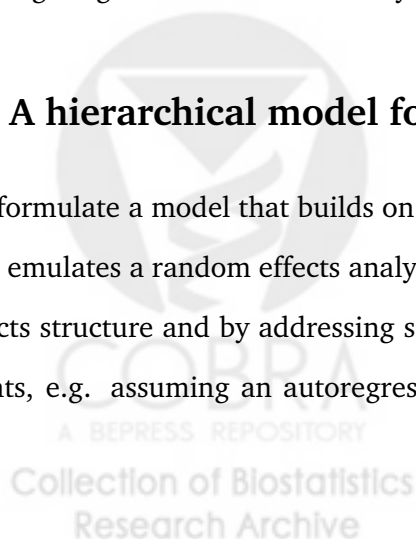 A hierarchical model fo
formulate a model that builds on
emulates a random effects analy
cts structure and by addressing s
nts, e.g. assuming an autoregres
COBRA
A BEPRESS REPOSITORY
Collection of Biostatistics
Research Archive